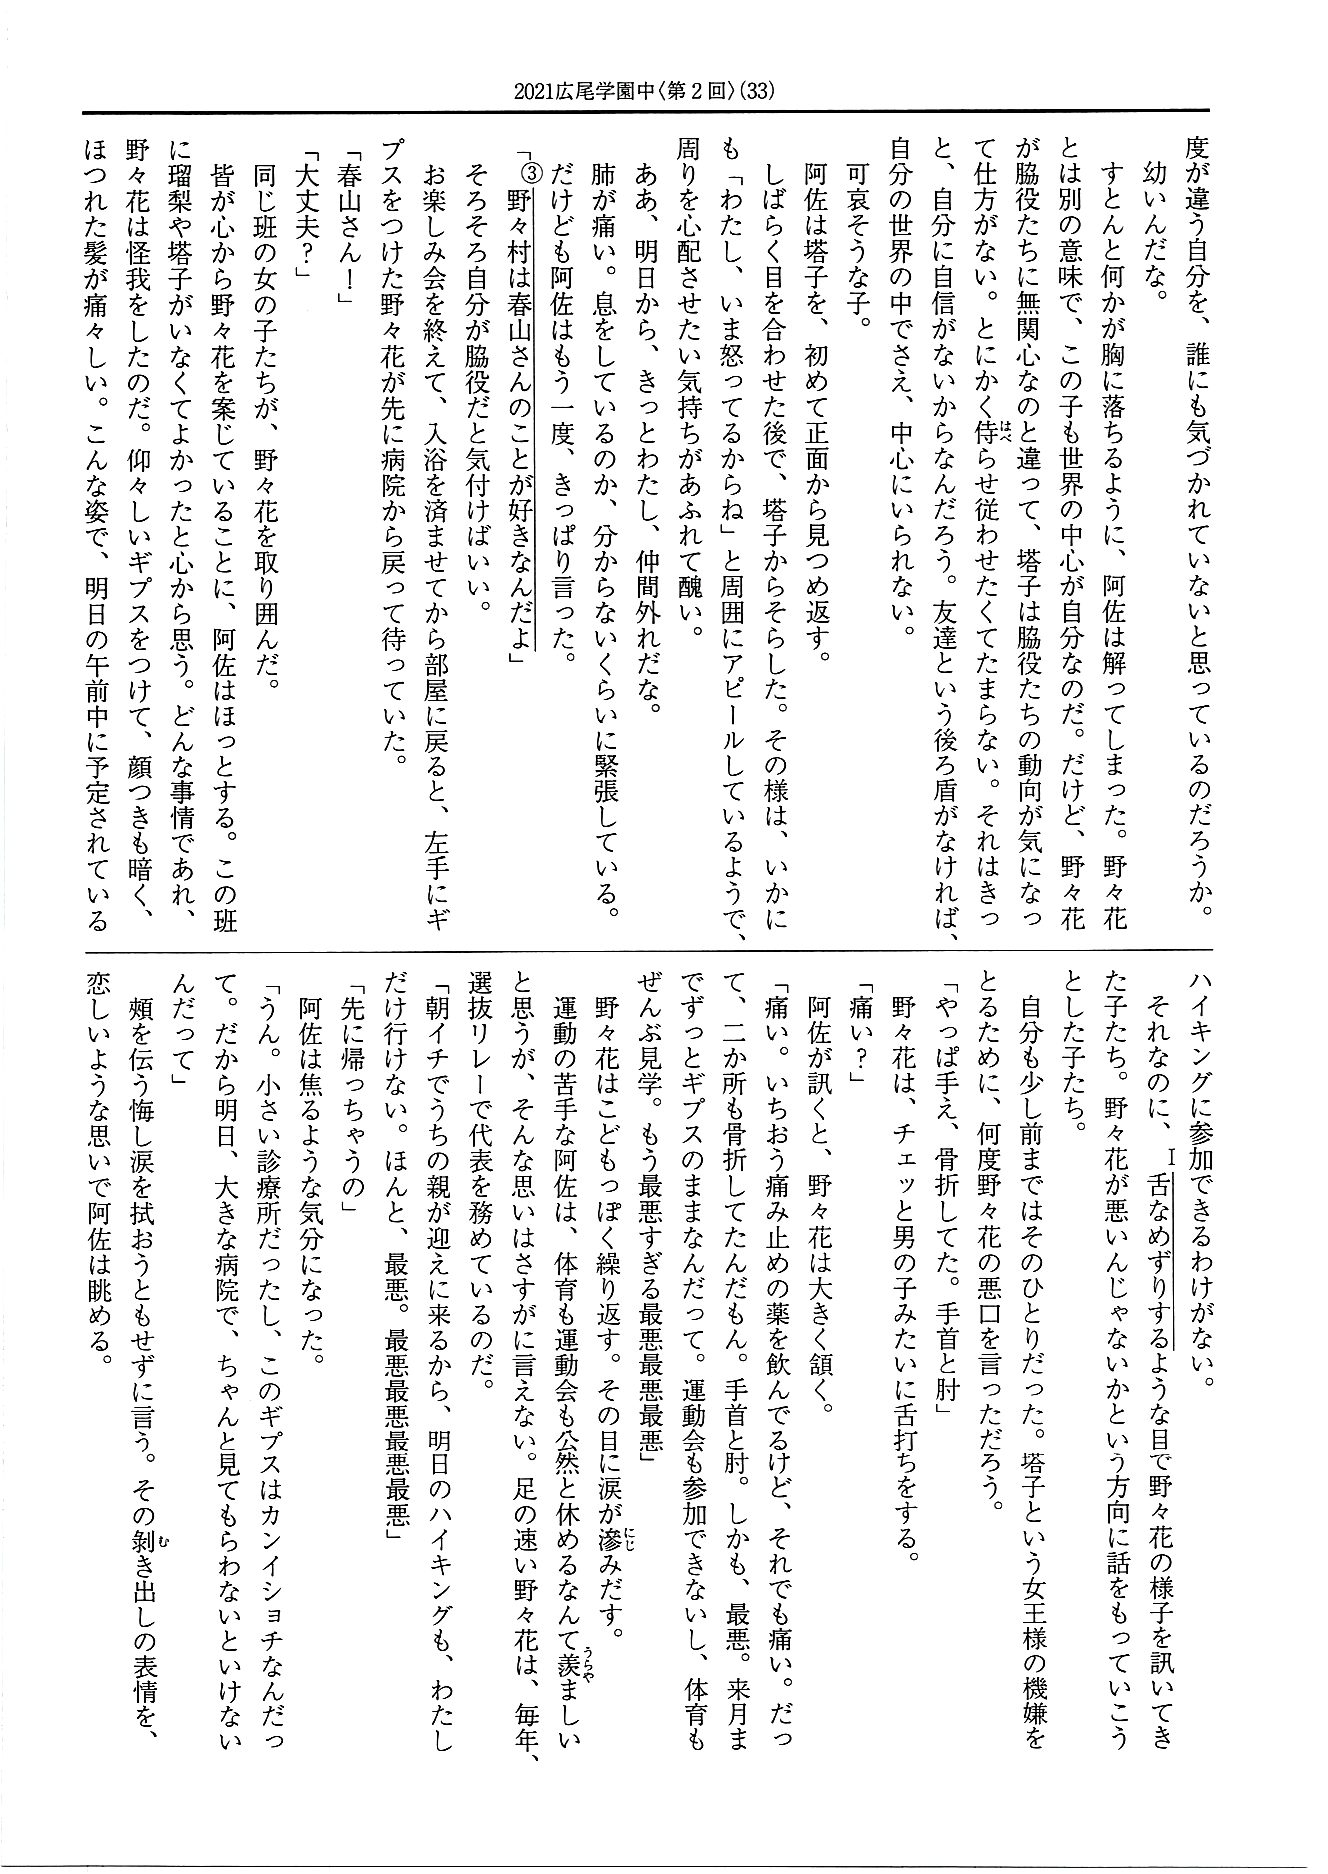 2021広尾学園中〈第2回〉(33)
度が違う自分を、誰にも気づかれていないと思っているのだろうか。
幼いんだな。
すとんと何かが胸に落ちるように、阿佐は解ってしまった。野々花
とは別の意味で、この子も世界の中心が自分なのだ。だけど、野々花
が脇役たちに無関心なのと違って、塔子は脇役たちの動向が気になっ
て仕方がない。とにかく侍らせ従わせたくてたまらない。それはきっ
と、自分に自信がないからなんだろう。友達という後ろ盾がなければ、
自分の世界の中でさえ、中心にいられない。
可哀そうな子。
阿佐は塔子を、初めて正面から見つめ返す。
しばらく目を合わせた後で、塔子からそらした。その様は、いかに
も「わたし、いま怒ってるからね」と周囲にアピールしているようで、
周りを心配させたい気持ちがあふれて醜い。
ああ、明日から、きっとわたし、仲間外れだな。
肺が痛い。息をしているのか、分からないくらいに緊張している。
だけども阿佐はもう一度、きっぱり言った。
「③野々村は春山さんのことが好きなんだよ」
そろそろ自分が脇役だと気付けばいい。
お楽しみ会を終えて、入浴を済ませてから部屋に戻ると、左手にギ
プスをつけた野々花が先に病院から戻って待っていた。
「春山さん！」
「大丈夫？」
同じ班の女の子たちが、野々花を取り囲んだ。
皆が心から野々花を案じていることに、阿佐はほっとする。この班
に瑠梨や塔子がいなくてよかったと心から思う。どんな事情であれ、
野々花は怪我をしたのだ。仰々しいギプスをつけて、顔つきも暗く、
ほつれた髪が痛々しい。こんな姿で、明日の午前中に予定されている
ハイキングに参加できるわけがない。
それなのに、Ⅰ舌なめずりするような目で野々花の様子を訊いてき
た子たち。野々花が悪いんじゃないかという方向に話をもっていこう
とした子たち。
自分も少し前まではそのひとりだった。塔子という女王様の機嫌を
とるために、何度野々花の悪口を言っただろう。
「やっぱ手え、骨折してた。手首と肘」
野々花は、チェッと男の子みたいに舌打ちをする。
「痛い？」
阿佐が訊くと、野々花は大きく頷く。
「痛い。いちおう痛み止めの薬を飲んでるけど、それでも痛い。だっ
て、二か所も骨折してたんだもん。手首と肘。しかも、最悪。来月ま
でずっとギプスのままなんだって。運動会も参加できないし、体育も
ぜんぶ見学。もう最悪すぎる最悪最悪最悪」
野々花はこどもっぽく繰り返す。その目に涙が滲みだす。
運動の苦手な阿佐は、体育も運動会も公然と休めるなんて羨ましい
と思うが、そんな思いはさすがに言えない。足の速い野々花は、毎年、
選抜リレーで代表を務めているのだ。
「朝イチでうちの親が迎えに来るから、明日のハイキングも、わたし
だけ行けない。ほんと、最悪。最悪最悪最悪最悪」
「先に帰っちゃうの」
阿佐は焦るような気分になった。
「うん。小さい診療所だったし、このギプスはカンイショチなんだっ
て。だから明日、大きな病院で、ちゃんと見てもらわないといけない
んだって」
頰を伝う悔し涙を拭おうともせずに言う。その剝き出しの表情を、
恋しいような思いで阿佐は眺める。